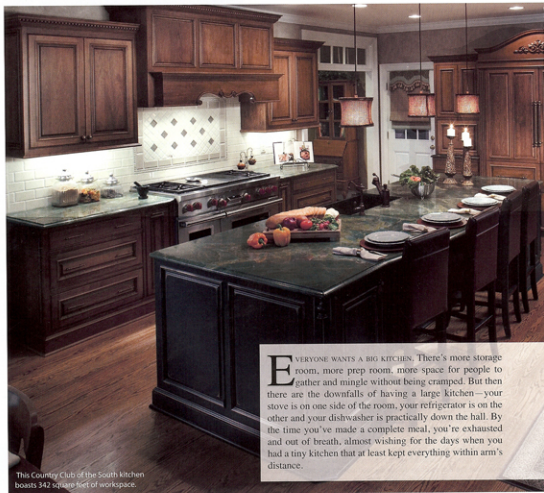 EVERYONE WANTS A BIG KITCHEN. There's more storage
room, more prep room, more space for people to
gather and mingle without being cramped. But then
there are the downfalls of having a large kitchen—your
stove is on one side of the room, your refrigerator is on the
other and your dishwasher is practically down the hall. By
the time you've made a complete meal, you're exhausted
and out of breath, almost wishing for the days when you
had a tiny kitchen that at least kept everything within arm's
distance.
This Country Club of the South kitchen
boasts 342 square feet of workspace.